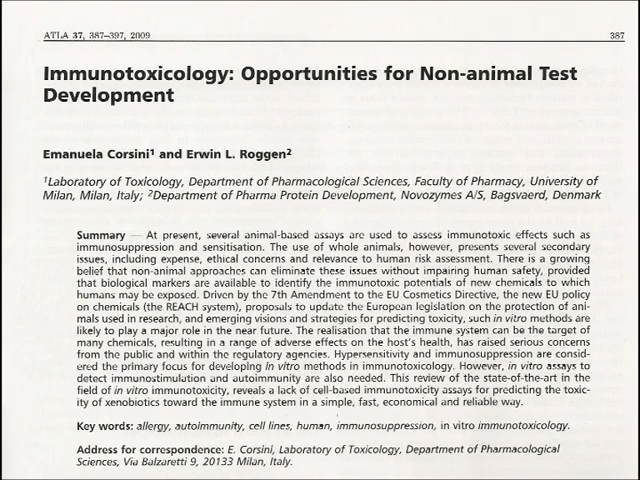 ATLA 37, 387–397, 2009 387
Immunotoxicology: Opportunities for Non-animal Test
Development
Emanuela Corsini¹ and Erwin L. Roggen²
¹Laboratory of Toxicology, Department of Pharmacological Sciences, Faculty of Pharmacy, University of
Milan, Milan, Italy; ²Department of Pharma Protein Development, Novozymes A/S, Bagsvaerd, Denmark
Summary — At present, several animal-based assays are used to assess immunotoxic effects such as
immunosuppression and sensitisation. The use of whole animals, however, presents several secondary
issues, including expense, ethical concerns and relevance to human risk assessment. There is a growing
belief that non-animal approaches can eliminate these issues without impairing human safety, provided
that biological markers are available to identify the immunotoxic potentials of new chemicals to which
humans may be exposed. Driven by the 7th Amendment to the EU Cosmetics Directive, the new EU policy
on chemicals (the REACH system), proposals to update the European legislation on the protection of ani-
mals used in research, and emerging visions and strategies for predicting toxicity, such in vitro methods are
likely to play a major role in the near future. The realisation that the immune system can be the target of
many chemicals, resulting in a range of adverse effects on the host's health, has raised serious concerns
from the public and within the regulatory agencies. Hypersensitivity and immunosuppression are consid-
ered the primary focus for developing in vitro methods in immunotoxicology. However, in vitro assays to
detect immunostimulation and autoimmunity are also needed. This review of the state-of-the-art in the
field of in vitro immunotoxicity, reveals a lack of cell-based immunotoxicity assays for predicting the toxic-
ity of xenobiotics toward the immune system in a simple, fast, economical and reliable way.
Key words: allergy, autoimmunity, cell lines, human, immunosuppression, in vitro immunotoxicology.
Address for correspondence: E. Corsini, Laboratory of Toxicology, Department of Pharmacological
Sciences, Via Balzaretti 9, 20133 Milan, Italy.